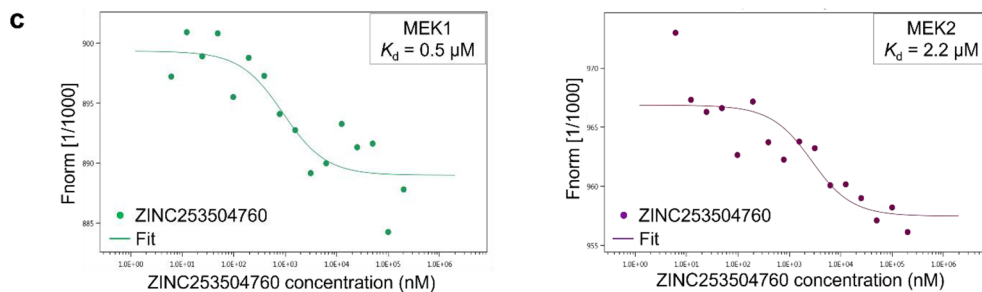 c
MEK1
Kd = 0.5 µM
Fnorm [1/1000]
900
895
890
885
ZINC253504760
Fit
1.0E+00 1.0E+01 1.0E+02 1.0E+03 1.0E+04 1.0E+05 1.0E+06
ZINC253504760 concentration (nM)
MEK2
Kd = 2.2 µM
Fnorm [1/1000]
970
965
960
955
ZINC253504760
Fit
1.0E+00 1.0E+01 1.0E+02 1.0E+03 1.0E+04 1.0E+05 1.0E+06
ZINC253504760 concentration (nM)